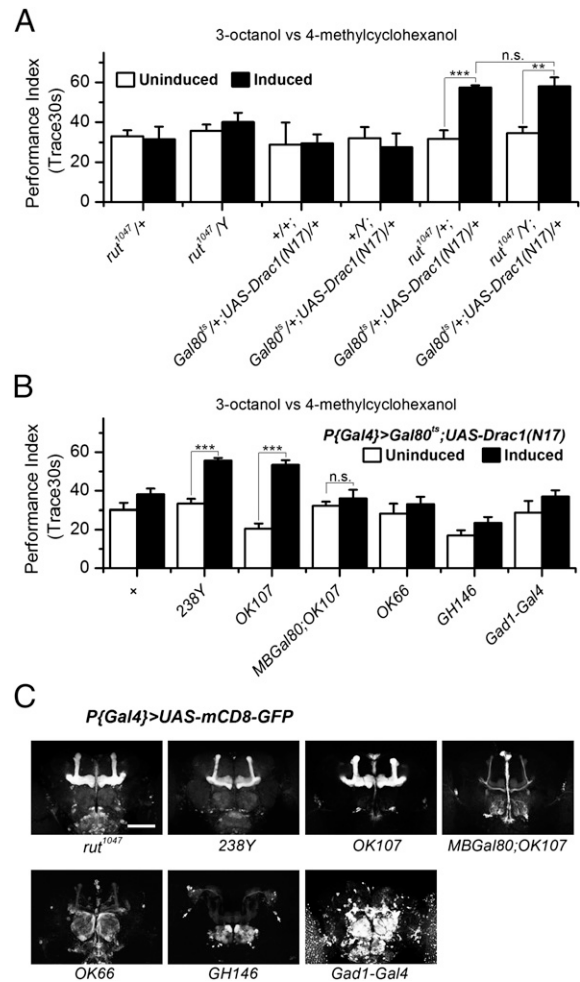 A
3-octanol vs 4-methylcyclohexanol
n.s.
*** **
Uninduced Induced
Performance Index
(Trace30s)
60
40
20
0
rut¹⁰⁴⁷/+
rut¹⁰⁴⁷/Y
+/+;
Gal80ᵗˢ/+;UAS-Drac1(N17)/+
+/Y;
Gal80ᵗˢ/+;UAS-Drac1(N17)/+
rut¹⁰⁴⁷/+;
Gal80ᵗˢ/+;UAS-Drac1(N17)/+
rut¹⁰⁴⁷/Y;
Gal80ᵗˢ/+;UAS-Drac1(N17)/+
B
3-octanol vs 4-methylcyclohexanol
P{Gal4}>Gal80ᵗˢ;UAS-Drac1(N17)
Uninduced Induced
*** *** n.s.
Performance Index
(Trace30s)
60
40
20
0
+
238Y
OK107
MBGal80;OK107
OK66
GH146
Gad1-Gal4
C
P{Gal4}>UAS-mCD8-GFP
rut¹⁰⁴⁷ 238Y OK107 MBGal80;OK107
OK66 GH146 Gad1-Gal4